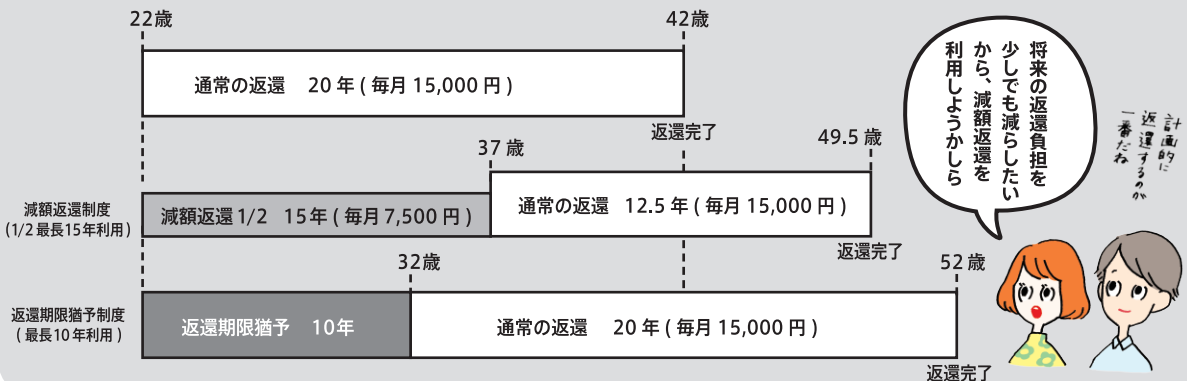 22歳
42歳
通常の返還　20年(毎月15,000円)
返還完了
37歳
49.5歳
減額返還制度
(1/2最長15年利用)
減額返還1/2　15年(毎月7,500円)
通常の返還　12.5年(毎月15,000円)
返還完了
32歳
52歳
返還期限猶予制度
(最長10年利用)
返還期限猶予　10年
通常の返還　20年(毎月15,000円)
返還完了
将来の返還負担を
少しでも減らしたい
から、減額返還を
利用しようかしら
計画的に
返還するのが
一番だね